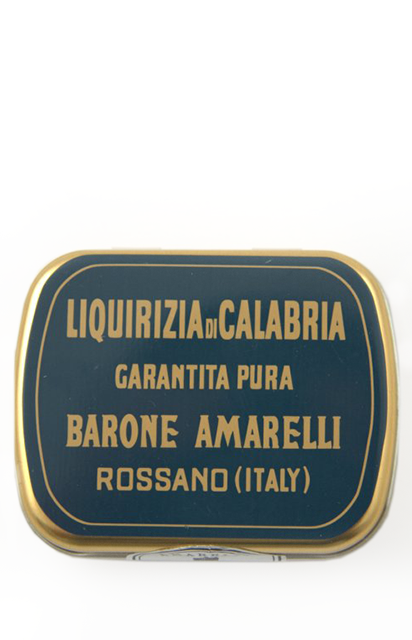 LIQUIRIZIA DI CALABRIA
GARANTITA PURA
BARONE AMARELLI
ROSSANO (ITALY)